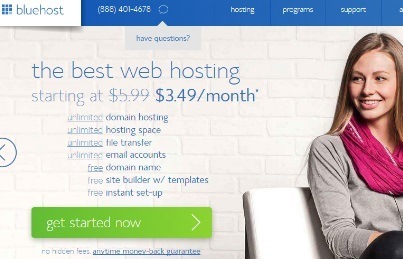 bluehost
(888) 401-4678
hosting
programs
support
have questions?
the best web hosting
starting at $5.99 $3.49/month*
unlimited domain hosting
unlimited hosting space
unlimited file transfer
unlimited email accounts
free domain name
free site builder w/ templates
free instant set-up
get started now
no hidden fees. anytime money-back guarantee